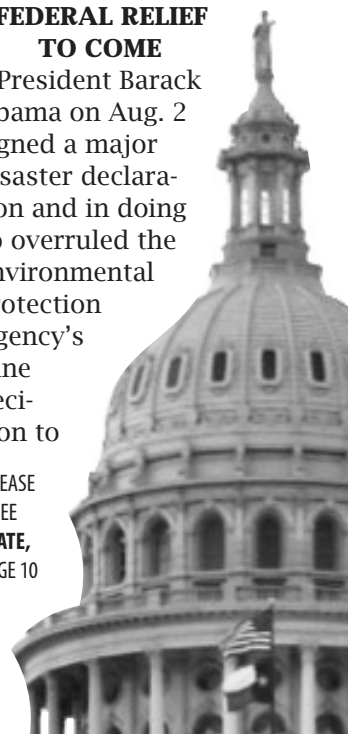 FEDERAL RELIEF
TO COME
President Barack
bama on Aug. 2
gned a major
saster declara-
on and in doing
o overruled the
nvironmental
rotection
gency's
ne
eci-
on to
EASE
EE
ATE,
GE 10